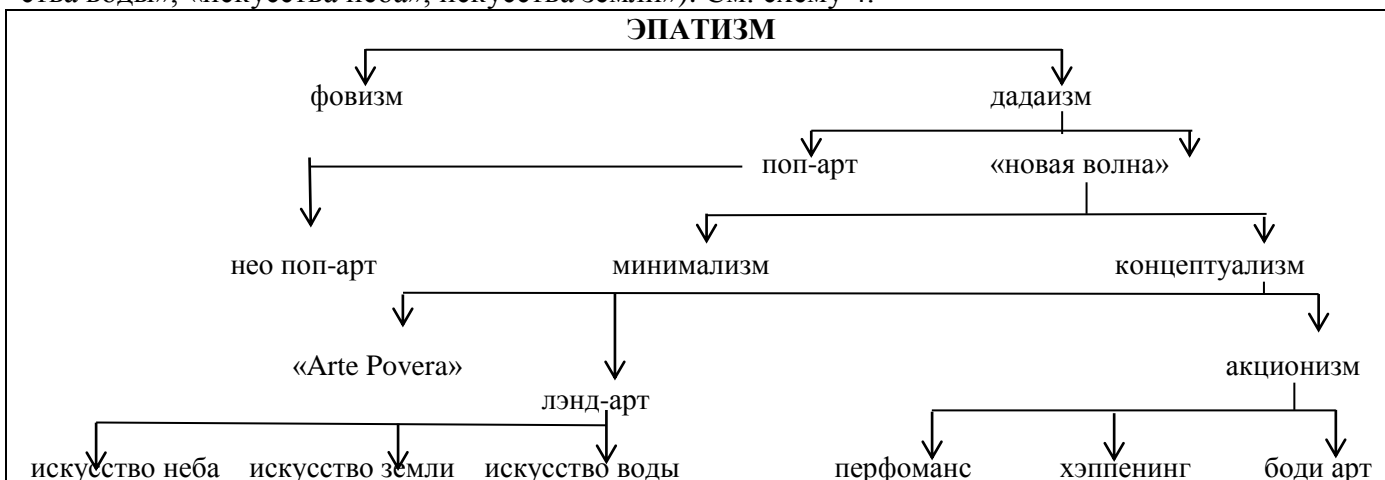 ства воды», «искусства неба», искусства земли»). См. схему 4.
ЭПАТИЗМ
фовизм дадаизм
поп-арт «новая волна»
нео поп-арт минимализм концептуализм
«Arte Povera» акционизм
лэнд-арт
искусство неба искусство земли искусство воды перфоманс хэппенинг боди арт